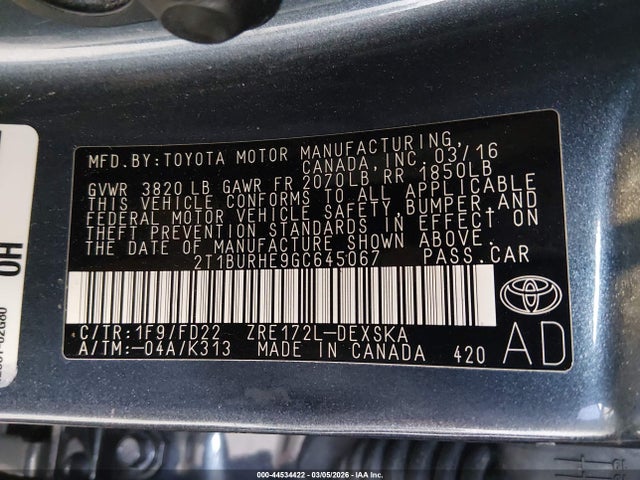 MFD. BY: TOYOTA MOTOR MANUFACTURING,
CANADA, INC. 03/16
GVWR 3820 LB GAWR FR 2070LB, RR 1850LB
THIS VEHICLE CONFORMS TO ALL APPLICABLE
FEDERAL MOTOR VEHICLE SAFETY, BUMPER, AND
THEFT PREVENTION STANDARDS IN EFFECT ON
THE DATE OF MANUFACTURE SHOWN ABOVE.
2T1BURHE9GC645067 PASS. CAR
C/TR: 1F9/FD22 ZRE172L-DEXSKA
A/TM: -04A/K313 MADE IN CANADA 420
AD
OH
000-44534422 - 03/05/2026 - IAA Inc.